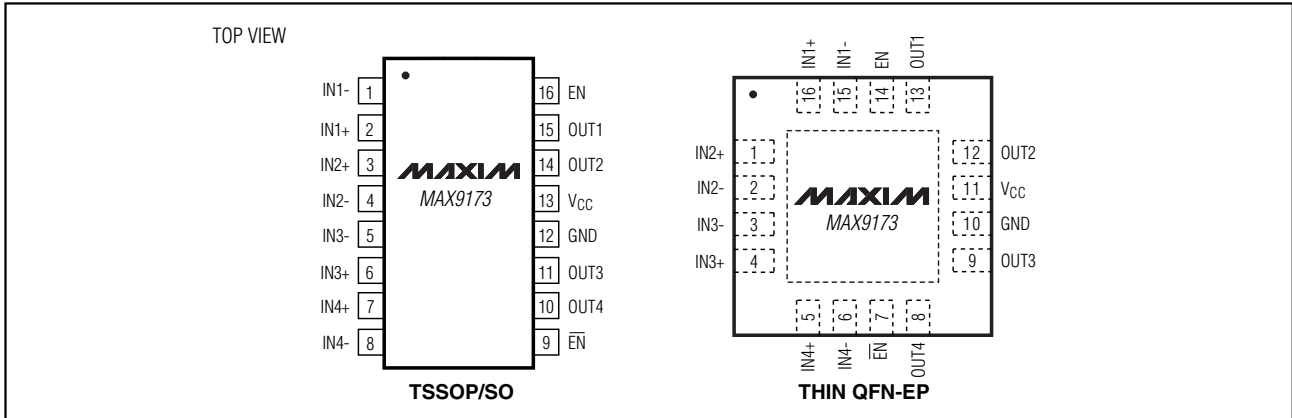 TOP VIEW
IN1- 1
IN1+ 2
IN2+ 3
IN2- 4
IN3- 5
IN3+ 6
IN4+ 7
IN4- 8
MAXIM
MAX9173
16 EN
15 OUT1
14 OUT2
13 VCC
12 GND
11 OUT3
10 OUT4
9 E̅N̅
TSSOP/SO
IN1+ IN1- EN OUT1
16 15 14 13
IN2+ 1
IN2- 2
IN3- 3
IN3+ 4
MAXIM
MAX9173
12 OUT2
11 VCC
10 GND
9 OUT3
5 6 7 8
IN4+ IN4- E̅N̅ OUT4
THIN QFN-EP